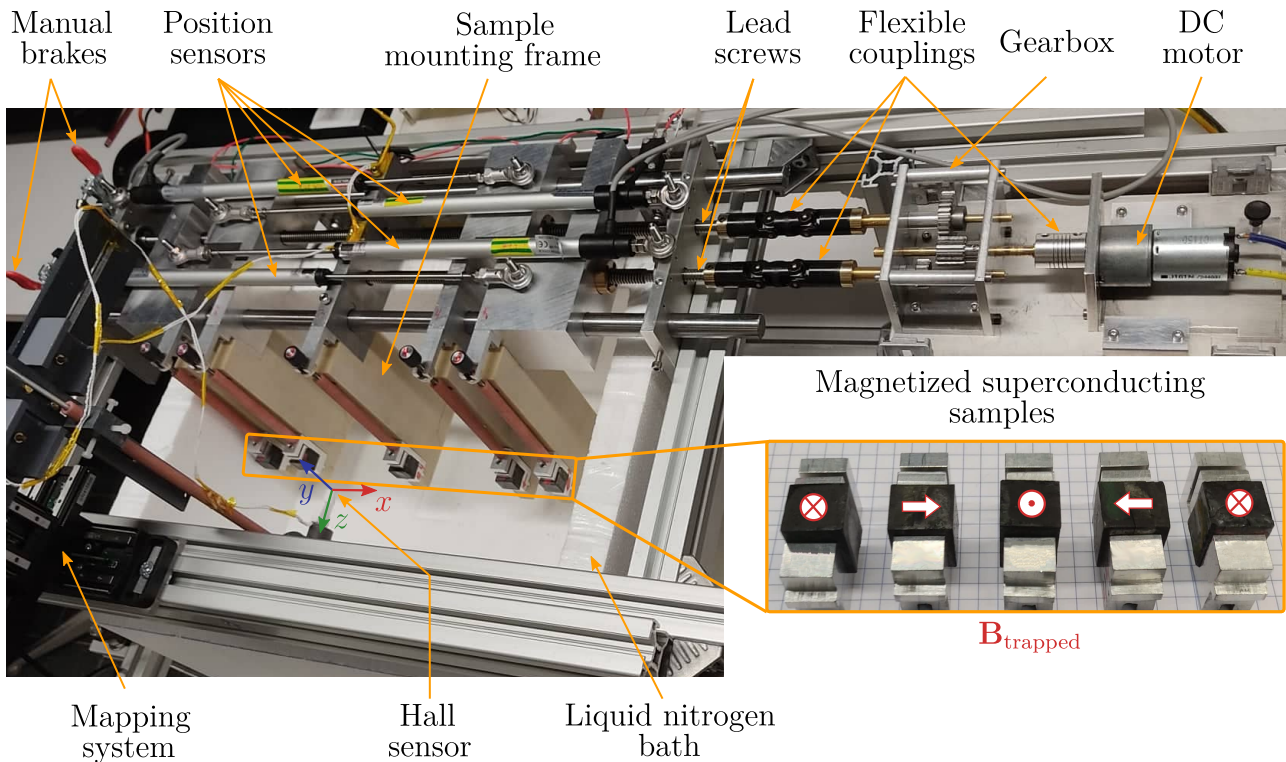 Manual
brakes
Position
sensors
Sample
mounting frame
Lead
screws
Flexible
couplings
Gearbox
DC
motor
Magnetized superconducting
samples
x
y
z
B_trapped
Mapping
system
Hall
sensor
Liquid nitrogen
bath